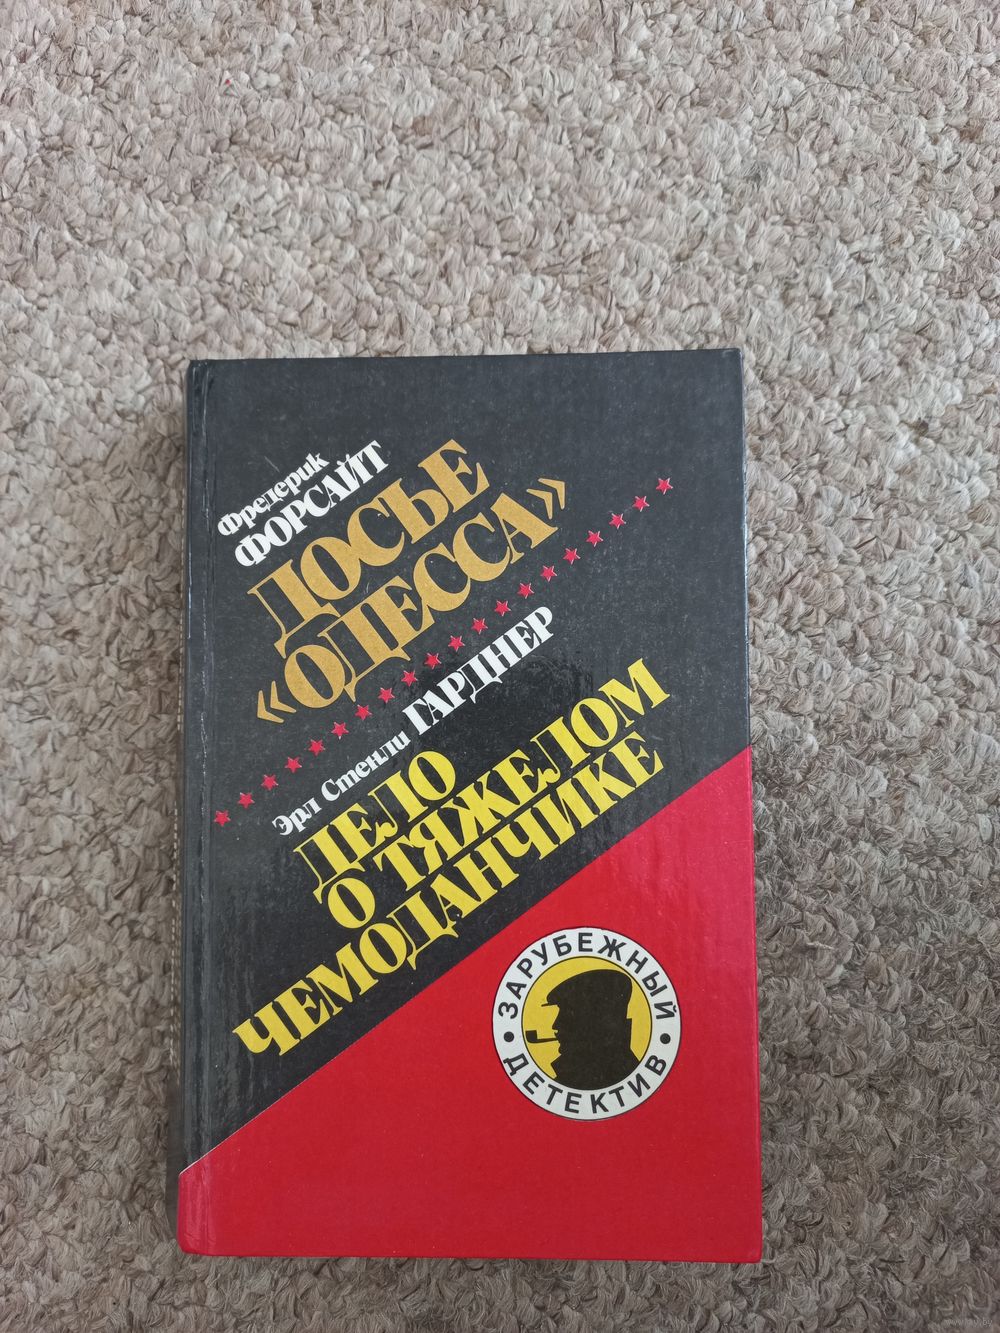 Фредерик
ФОРСАЙТ
ДОСЬЕ
«ОДЕССА»
Эрл Стенли ГАРДНЕР
ДЕЛО
О ТЯЖЕЛОМ
ЧЕМОДАНЧИКЕ
ЗАРУБЕЖНЫЙ
• ДЕТЕКТИВ •